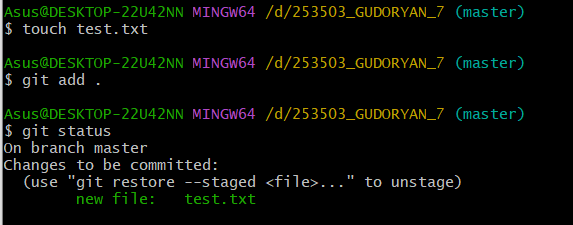 Asus@DESKTOP-22U42NN MINGW64 /d/253503_GUDORYAN_7 (master)
$ touch test.txt
Asus@DESKTOP-22U42NN MINGW64 /d/253503_GUDORYAN_7 (master)
$ git add .
Asus@DESKTOP-22U42NN MINGW64 /d/253503_GUDORYAN_7 (master)
$ git status
On branch master
Changes to be committed:
  (use "git restore --staged <file>..." to unstage)
        new file:   test.txt